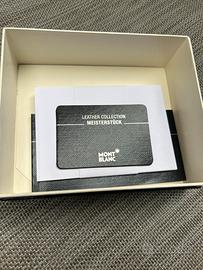 LEATHER COLLECTION
MEISTERSTÜCK
MONT
BLANC